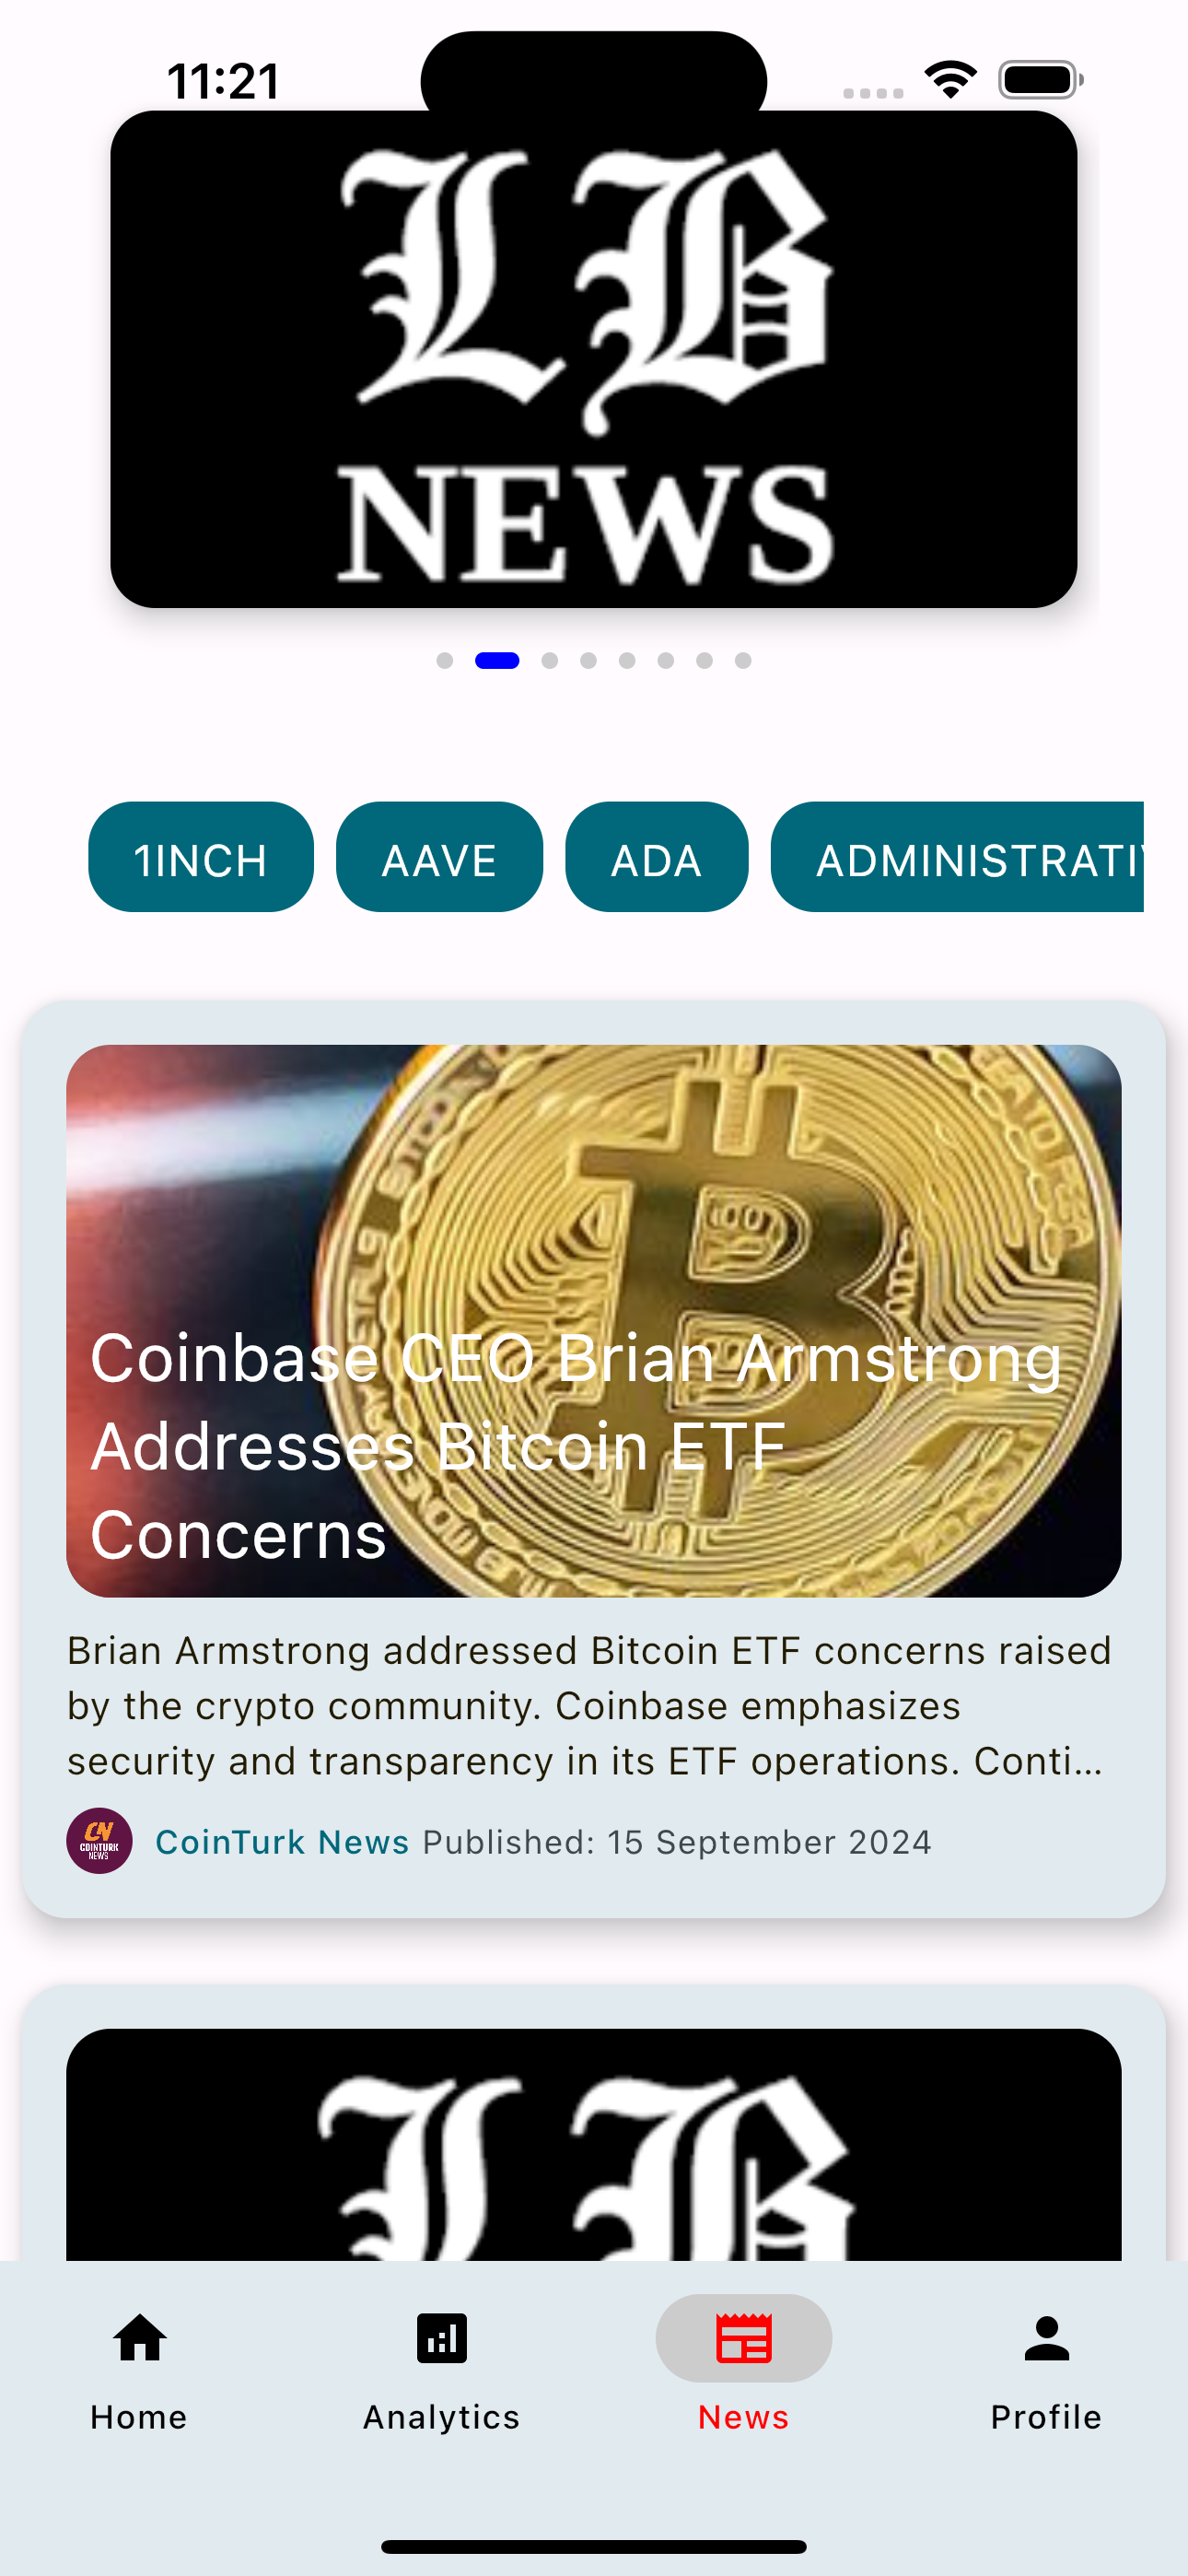 11:21
LB
NEWS
1INCH
AAVE
ADA
ADMINISTRATI
Coinbase CEO Brian Armstrong
Addresses Bitcoin ETF
Concerns
Brian Armstrong addressed Bitcoin ETF concerns raised
by the crypto community. Coinbase emphasizes
security and transparency in its ETF operations. Conti...
CN
COINTURK
NEWS
CoinTurk News Published: 15 September 2024
LB
Home
Analytics
News
Profile